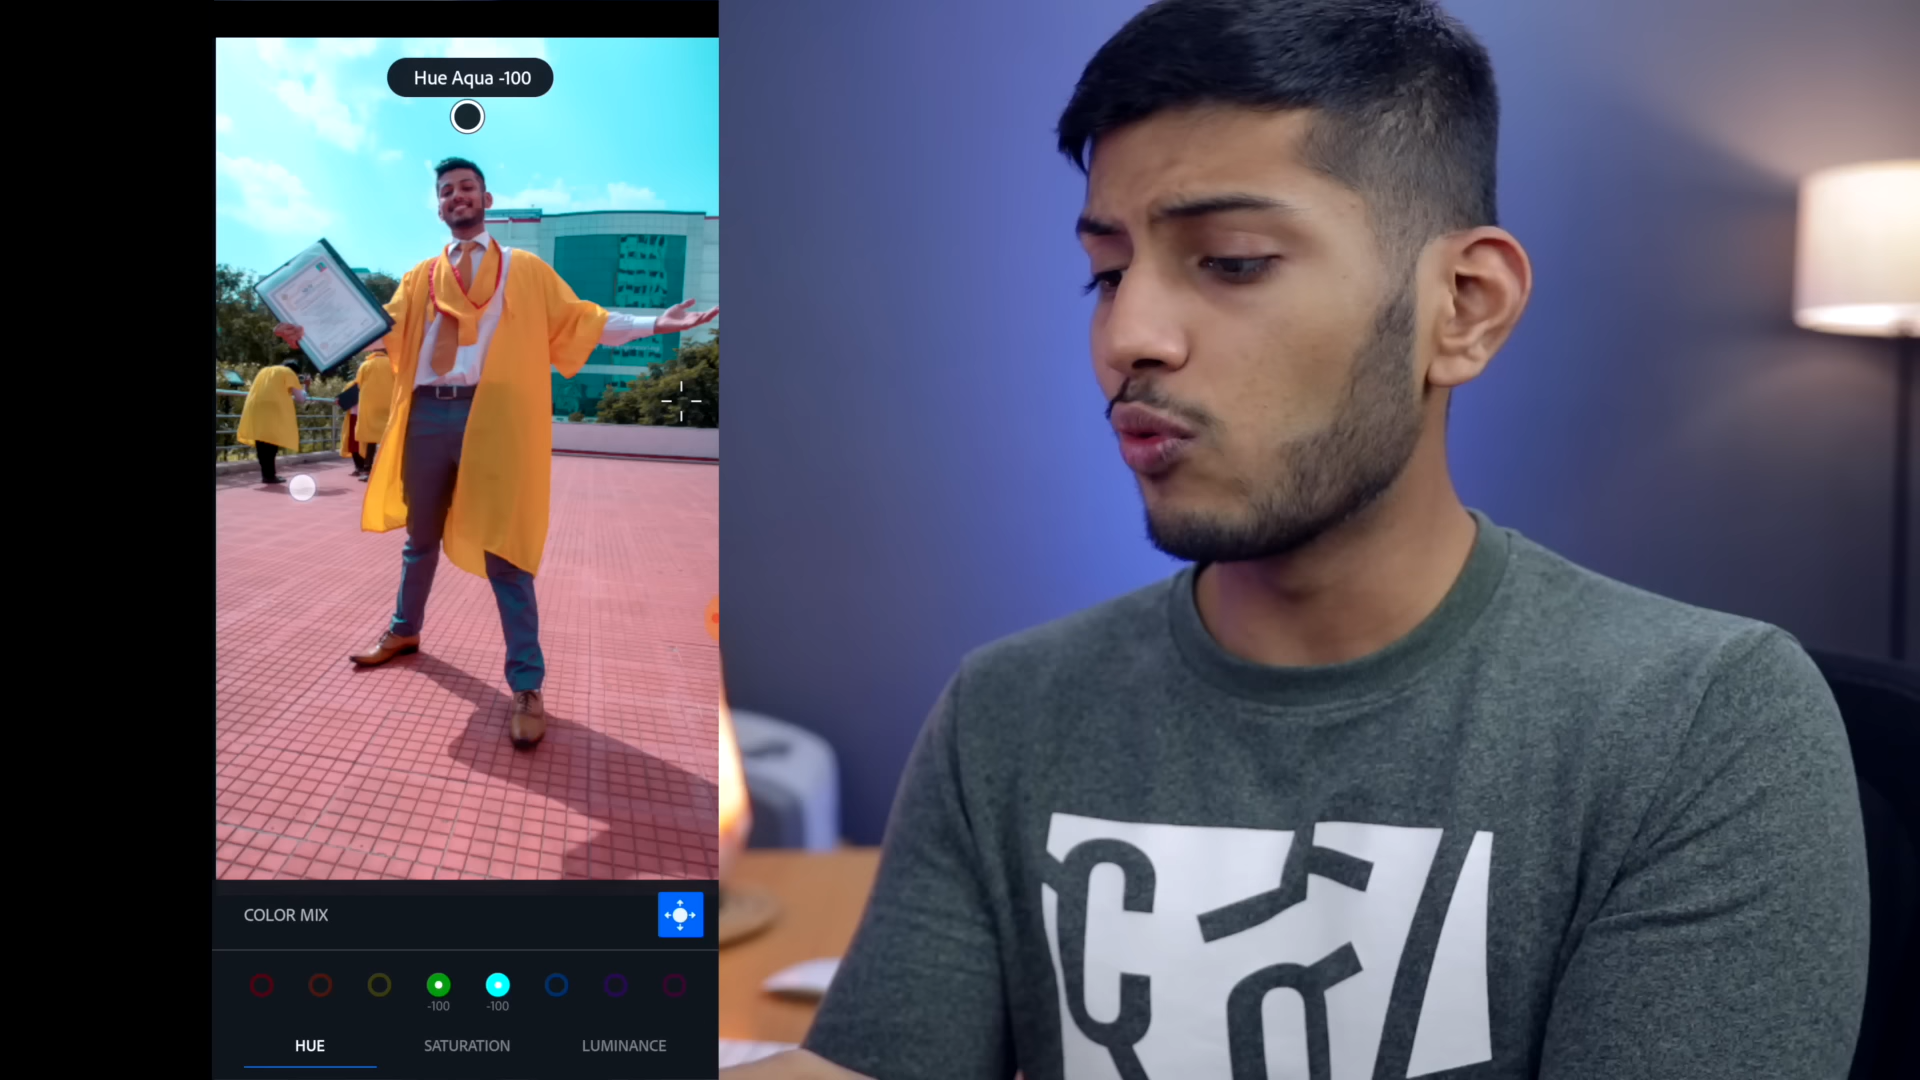 Hue Aqua -100
COLOR MIX
-100 -100
HUE SATURATION LUMINANCE